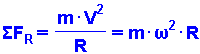 ΣF_R = m·V²/R = m·ω²·R